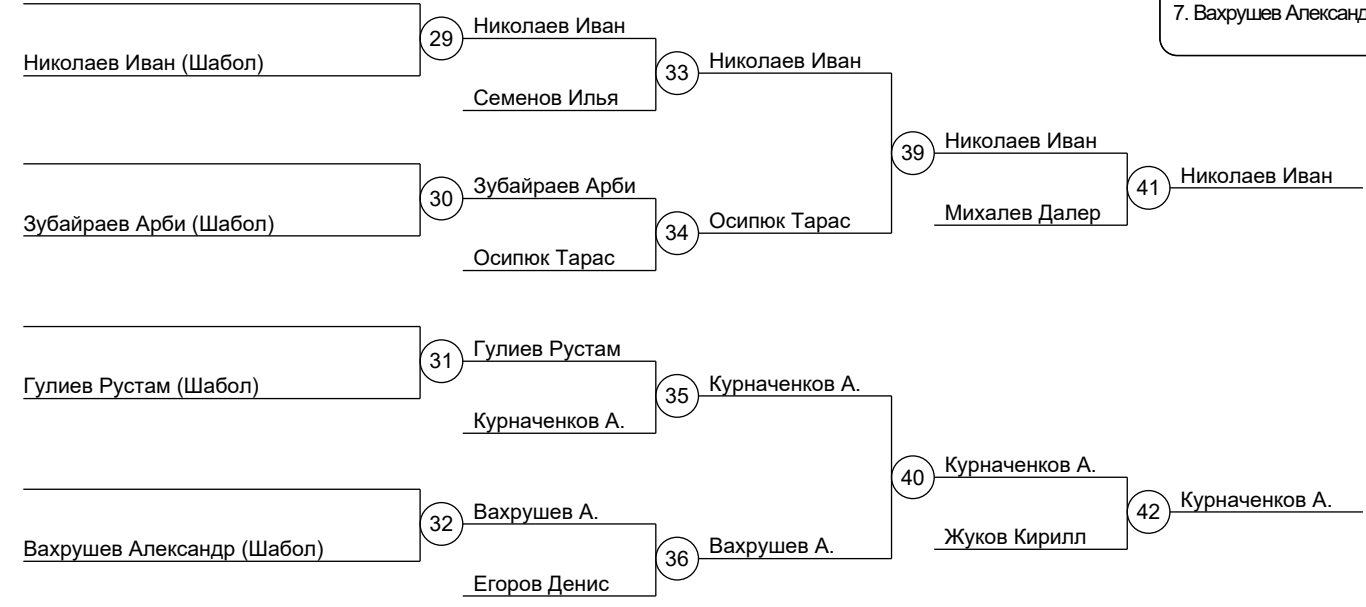 7. Вахрушев Александ
Николаев Иван (Шабол)
29
Николаев Иван
Семенов Илья
33
Николаев Иван
Зубайраев Арби (Шабол)
30
Зубайраев Арби
Осипюк Тарас
34
Осипюк Тарас
39
Николаев Иван
Михалев Далер
41
Николаев Иван
Гулиев Рустам (Шабол)
31
Гулиев Рустам
Курначенков А.
35
Курначенков А.
Вахрушев Александр (Шабол)
32
Вахрушев А.
Егоров Денис
36
Вахрушев А.
40
Курначенков А.
Жуков Кирилл
42
Курначенков А.